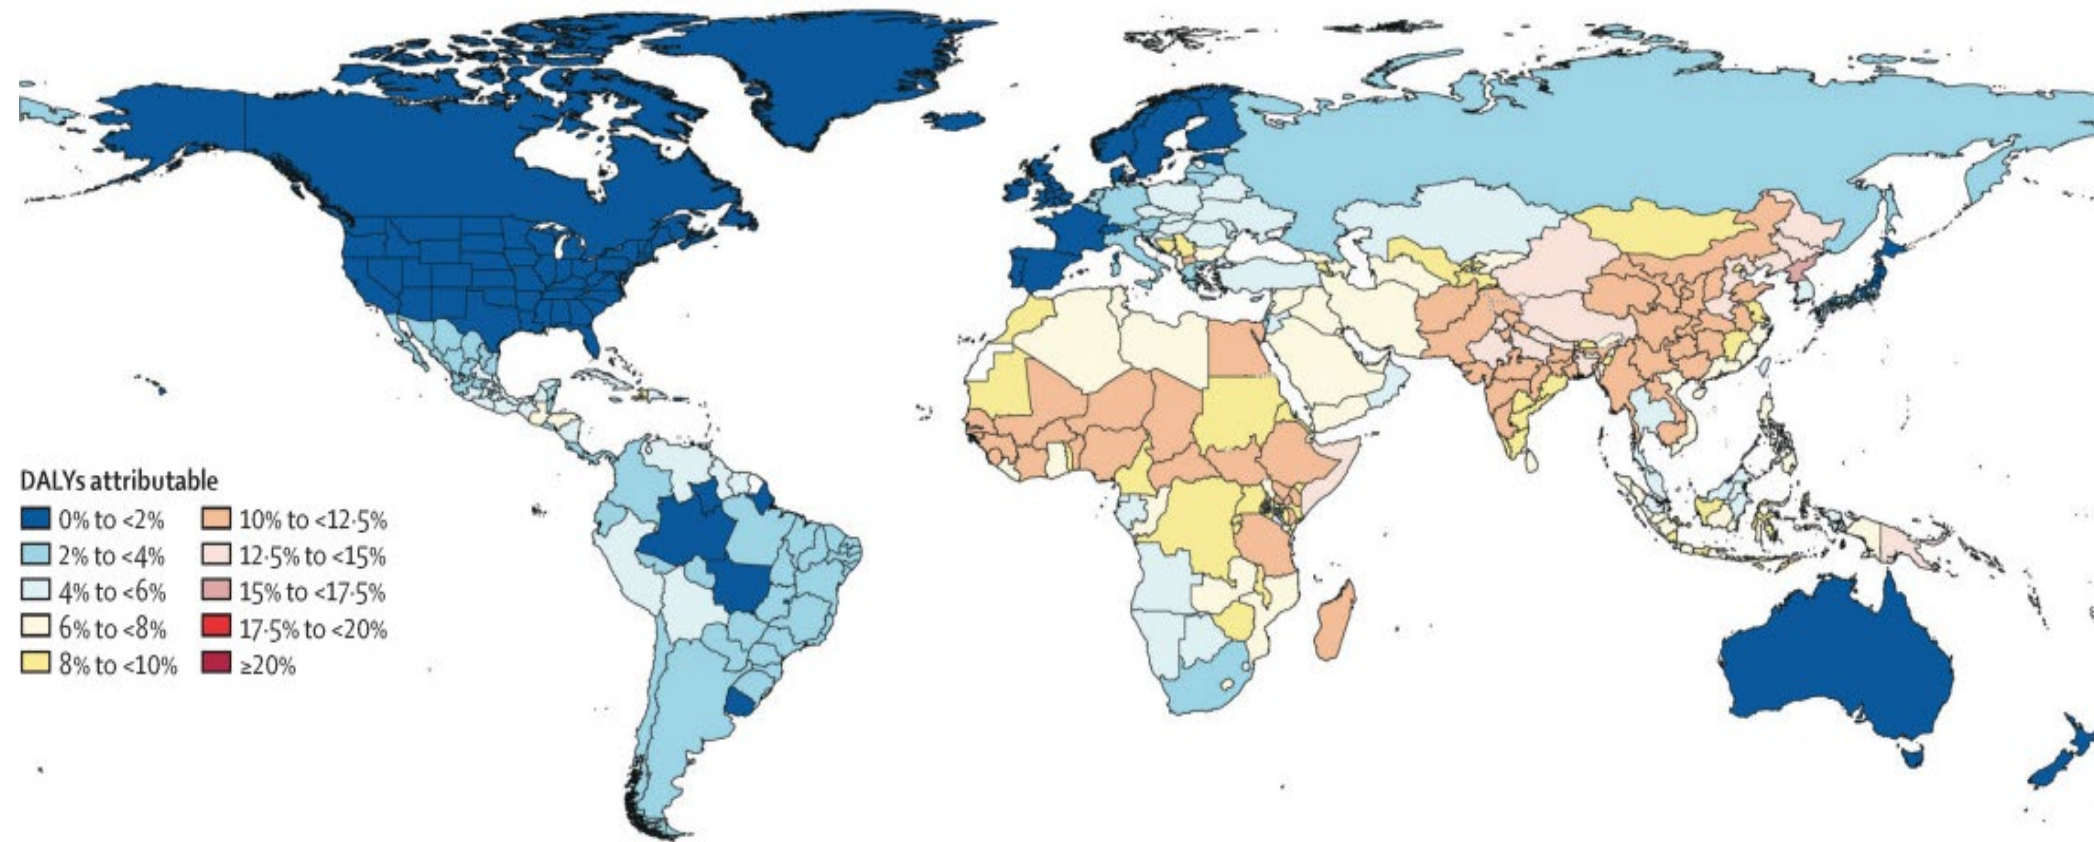 DALYs attributable
0% to <2%
2% to <4%
4% to <6%
6% to <8%
8% to <10%
10% to <12·5%
12·5% to <15%
15% to <17·5%
17·5% to <20%
≥20%